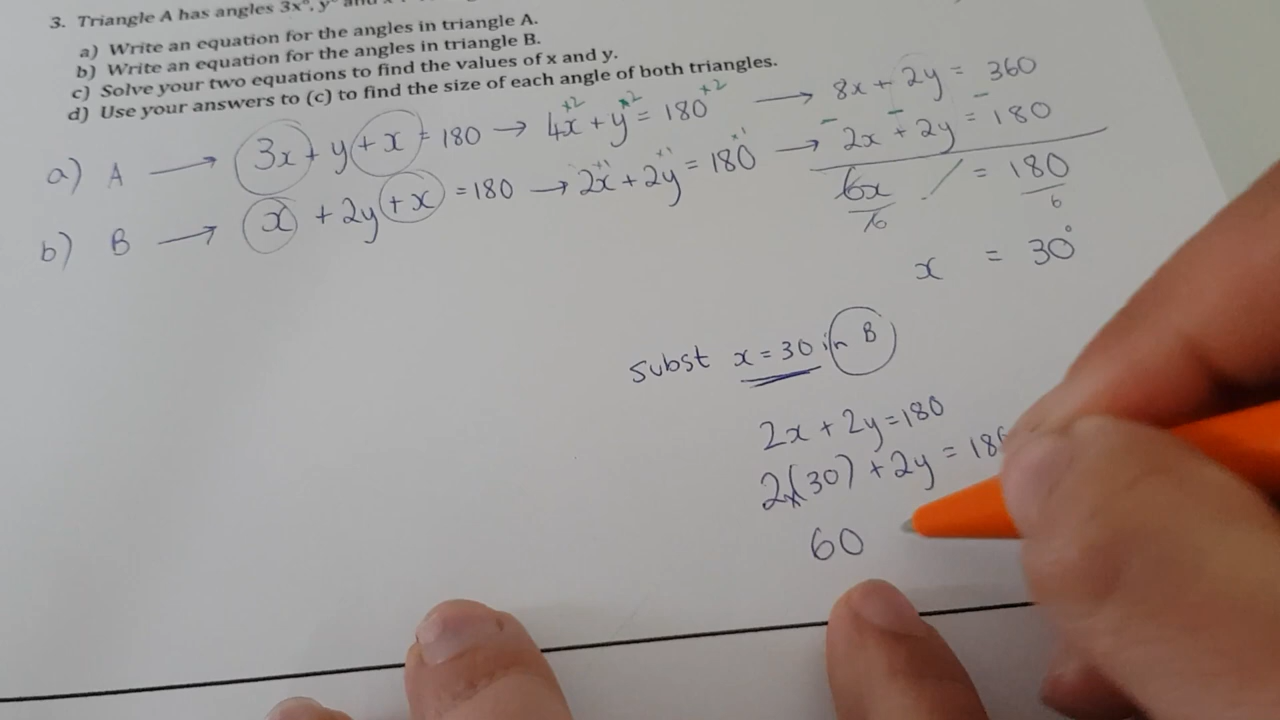 3. Triangle A has angles 3x°, y° and
a) Write an equation for the angles in triangle A.
b) Write an equation for the angles in triangle B.
c) Solve your two equations to find the values of x and y.
d) Use your answers to (c) to find the size of each angle of both triangles.
a) A → 3x + y + x = 180 → 4x + y = 180 → 8x + 2y = 360
×2 ×2 ×2
b) B → x + 2y + x = 180 → 2x + 2y = 180 → 2x + 2y = 180
×1 ×1 ×1
6x / = 180
6 6
x = 30°
subst x = 30 in B
2x + 2y = 180
2(30) + 2y = 180
60